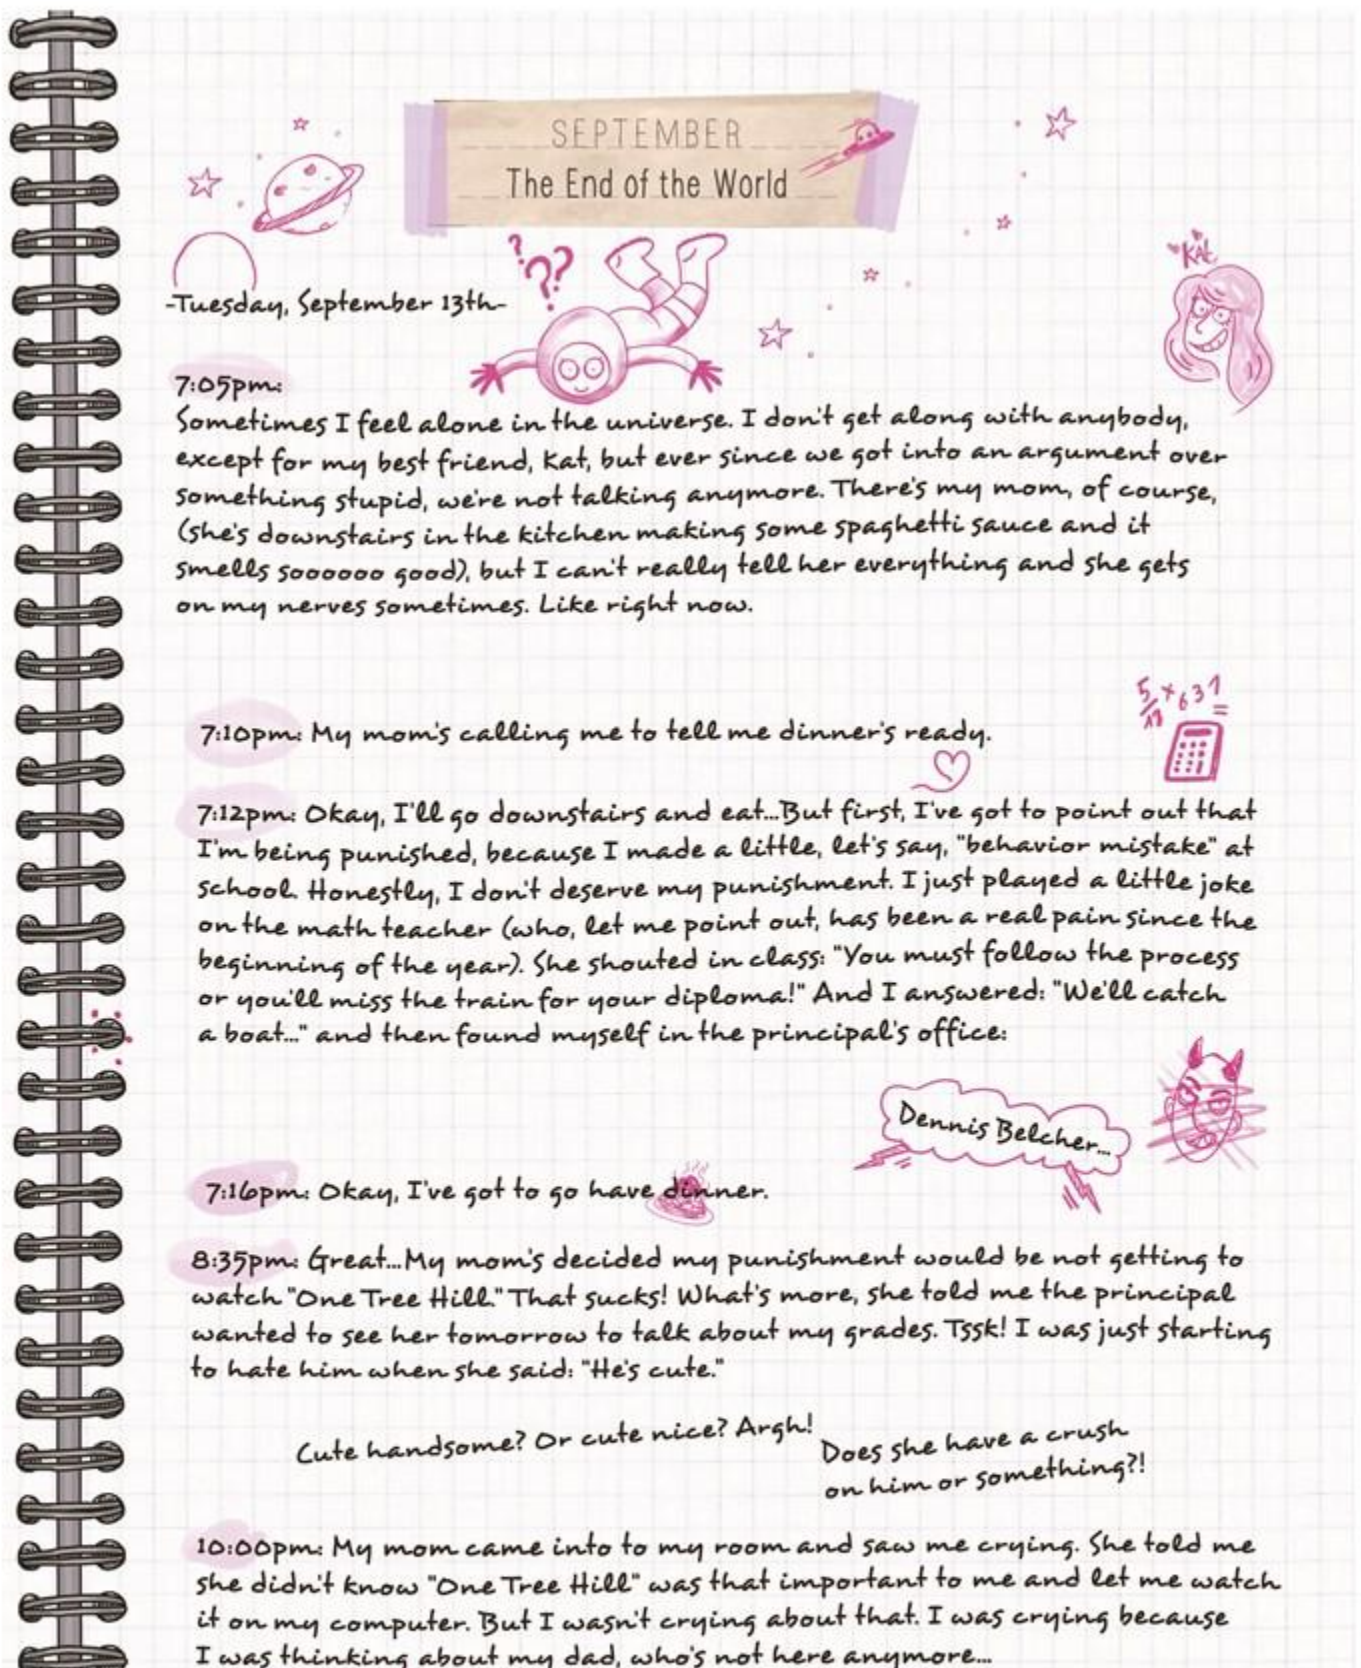 SEPTEMBER
The End of the World
KAT
-Tuesday, September 13th-
7:05pm:
Sometimes I feel alone in the universe. I don't get along with anybody,
except for my best friend, Kat, but ever since we got into an argument over
something stupid, we're not talking anymore. There's my mom, of course,
(she's downstairs in the kitchen making some spaghetti sauce and it
smells soooooo good), but I can't really tell her everything and she gets
on my nerves sometimes. Like right now.
5/13 x 631 =
7:10pm: My mom's calling me to tell me dinner's ready.
7:12pm: Okay, I'll go downstairs and eat...But first, I've got to point out that
I'm being punished, because I made a little, let's say, "behavior mistake" at
school. Honestly, I don't deserve my punishment. I just played a little joke
on the math teacher (who, let me point out, has been a real pain since the
beginning of the year). She shouted in class: "You must follow the process
or you'll miss the train for your diploma!" And I answered: "We'll catch
a boat..." and then found myself in the principal's office:
Dennis Belcher...
7:16pm: Okay, I've got to go have dinner.
8:35pm: Great...My mom's decided my punishment would be not getting to
watch "One Tree Hill." That sucks! What's more, she told me the principal
wanted to see her tomorrow to talk about my grades. Tssk! I was just starting
to hate him when she said: "He's cute."
Cute handsome? Or cute nice? Argh!
Does she have a crush
on him or something?!
10:00pm: My mom came into to my room and saw me crying. She told me
she didn't know "One Tree Hill" was that important to me and let me watch
it on my computer. But I wasn't crying about that. I was crying because
I was thinking about my dad, who's not here anymore...